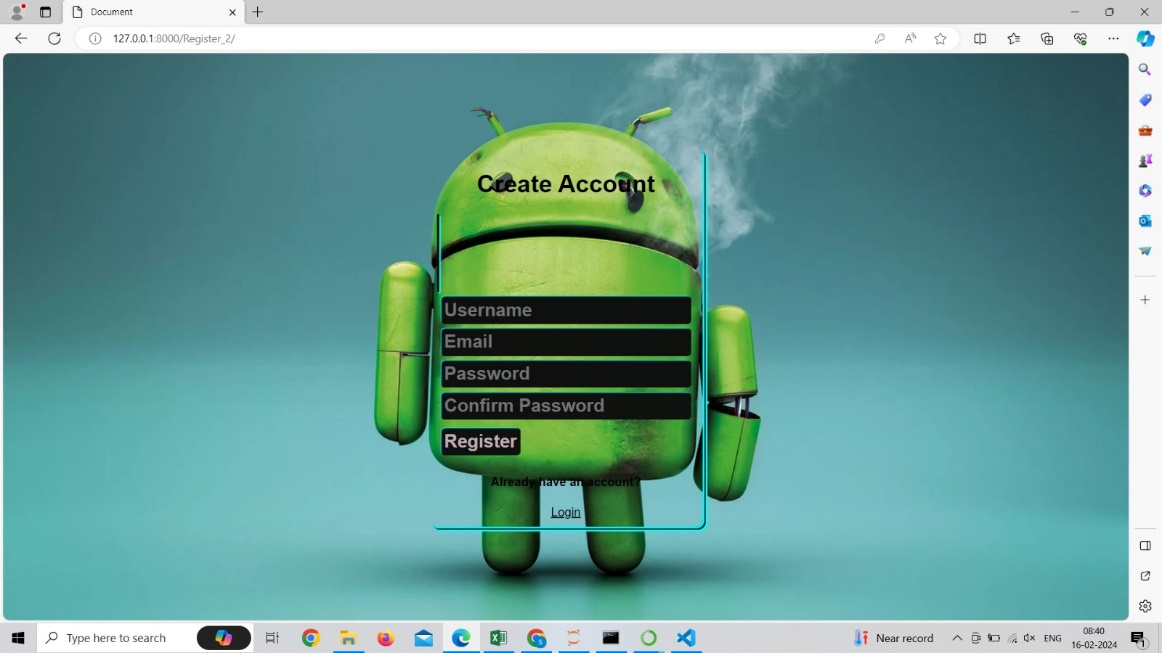 Document
127.0.0.1:8000/Register_2/
Create Account
Username
Email
Password
Confirm Password
Register
Already have an account?
Login
Type here to search
Near record
ENG
08:40
16-02-2024
1